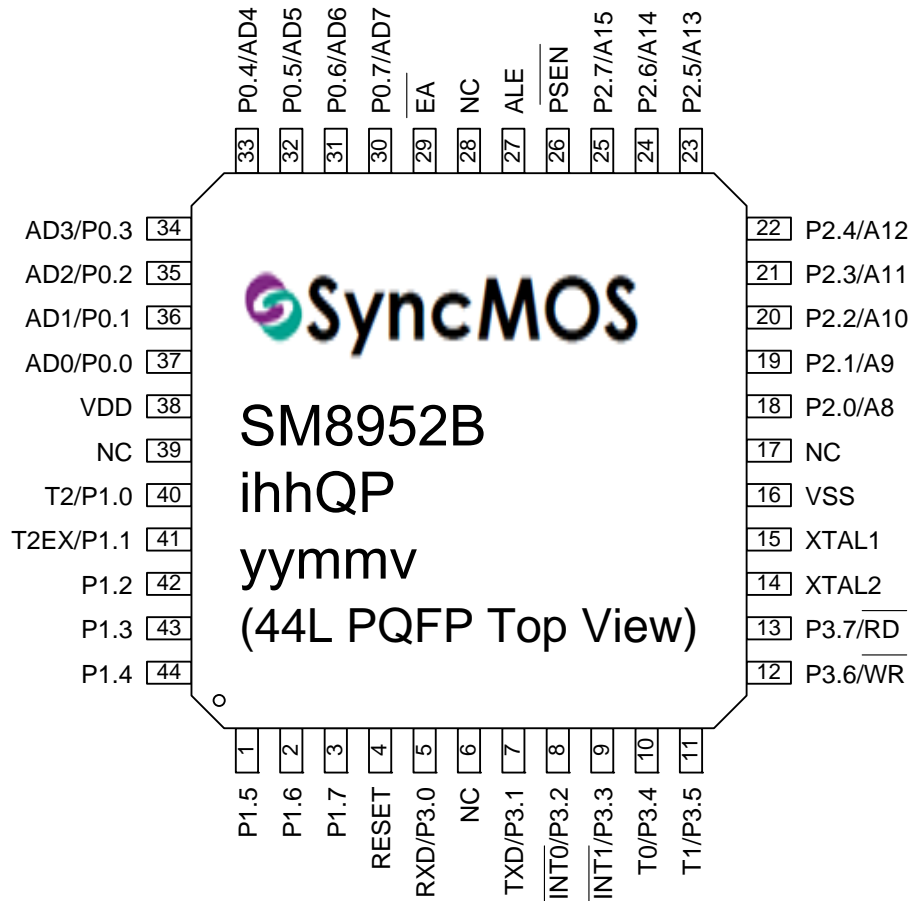 P0.4/AD4
P0.5/AD5
P0.6/AD6
P0.7/AD7
EA
NC
ALE
PSEN
P2.7/A15
P2.6/A14
P2.5/A13
33
32
31
30
29
28
27
26
25
24
23
AD3/P0.3 34
AD2/P0.2 35
AD1/P0.1 36
AD0/P0.0 37
VDD 38
NC 39
T2/P1.0 40
T2EX/P1.1 41
P1.2 42
P1.3 43
P1.4 44
SyncMOS
SM8952B
ihhQP
yymmv
(44L PQFP Top View)
22 P2.4/A12
21 P2.3/A11
20 P2.2/A10
19 P2.1/A9
18 P2.0/A8
17 NC
16 VSS
15 XTAL1
14 XTAL2
13 P3.7/RD
12 P3.6/WR
1
2
3
4
5
6
7
8
9
10
11
P1.5
P1.6
P1.7
RESET
RXD/P3.0
NC
TXD/P3.1
INT0/P3.2
INT1/P3.3
T0/P3.4
T1/P3.5